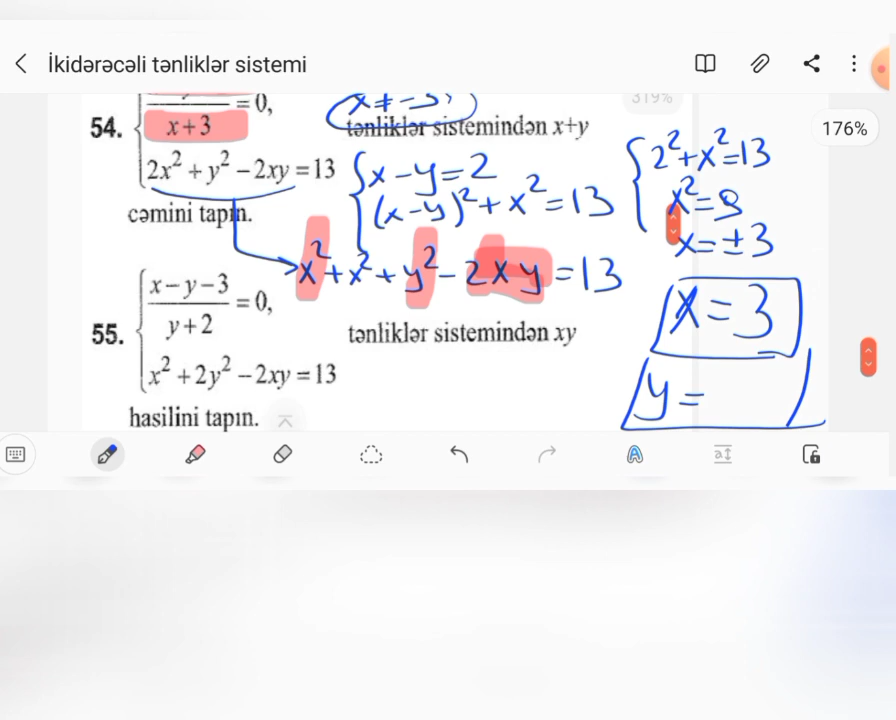 İkidərəcəli tənliklər sistemi
319%
176%
= 0,
x + 3
(x ≠ -3,)
54.
tənliklər sistemindən x+y
2x² + y² − 2xy = 13
cəmini tapın.
x − y = 2
(x − y)² + x² = 13
x² + x² + y² − 2xy = 13
2² + x² = 13
x² = 9
x = ±3
x = 3
y =
x − y − 3
= 0,
y + 2
55.
tənliklər sistemindən xy
x² + 2y² − 2xy = 13
hasilini tapın.